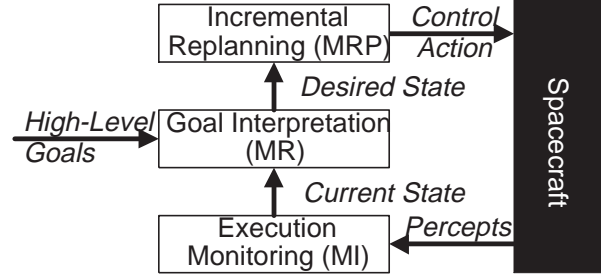 Incremental
Replanning (MRP)
Control
Action
Desired State
High-Level
Goals
Goal Interpretation
(MR)
Spacecraft
Current State
Execution
Monitoring (MI)
Percepts